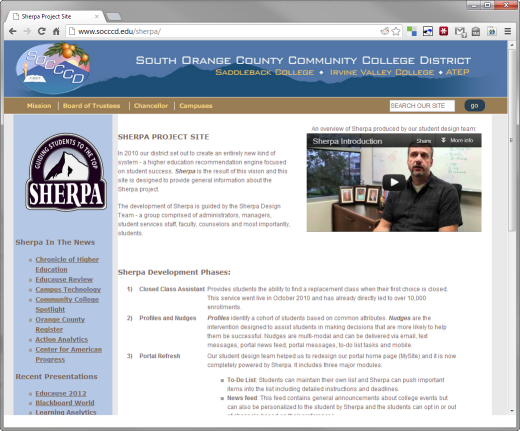 Sherpa Project Site
www.socccd.edu/sherpa/
SOCCCD
SOUTH ORANGE COUNTY COMMUNITY COLLEGE DISTRICT
SADDLEBACK COLLEGE ♦ IRVINE VALLEY COLLEGE ♦ ATEP
Mission | Board of Trustees | Chancellor | Campuses
SEARCH OUR SITE
go
GUIDING STUDENTS TO THE TOP
SHERPA
Sherpa In The News
Chronicle of Higher
Education
Educause Review
Campus Technology
Community College
Spotlight
Orange County
Register
Action Analytics
Center for American
Progress
Recent Presentations
Educause 2012
Blackboard World
Learning Analytics
SHERPA PROJECT SITE
In 2010 our district set out to create an entirely new kind of
system - a higher education recommendation engine focused
on student success. Sherpa is the result of this vision and this
site is designed to provide general information about the
Sherpa project.
The development of Sherpa is guided by the Sherpa Design
Team - a group comprised of administrators, managers,
student services staff, faculty, counselors and most importantly,
students.
An overview of Sherpa produced by our student design team:
Sherpa Introduction
Share
More info
Sherpa Development Phases:
1) Closed Class Assistant Provides students the ability to find a replacement class when their first choice is closed.
This service went live in October 2010 and has already directly led to over 10,000
enrollments.
2) Profiles and Nudges Profiles identify a cohort of students based on common attributes. Nudges are the
intervention designed to assist students in making decisions that are more likely to help
them be successful. Nudges are multi-modal and can be delivered via email, text
messages, portal news feed, portal messages, to-do list tasks and mobile.
3) Portal Refresh Our student design team helped us to redesign our portal home page (MySite) and it is now
completely powered by Sherpa. It includes three major modules:
To-Do List: Students can maintain their own list and Sherpa can push important
items into the list including detailed instructions and deadlines.
News feed: This feed contains general announcements about college events but
can also be personalized to the student by Sherpa and the students can opt in or out